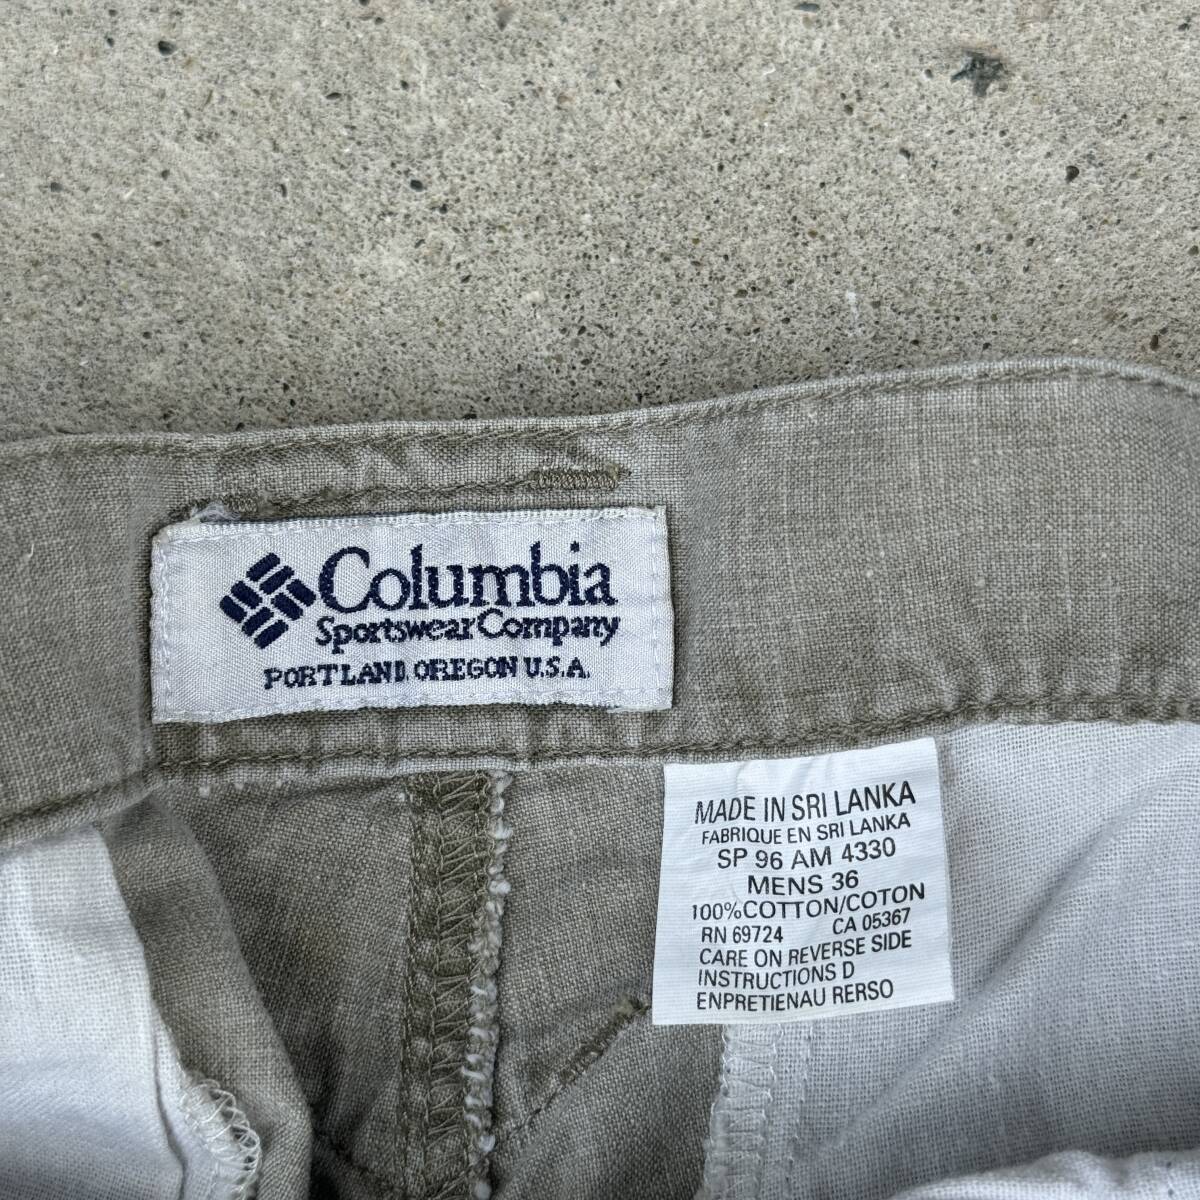 Columbia
Sportswear Company
PORTLAND, OREGON U.S.A.
MADE IN SRI LANKA
FABRIQUE EN SRI LANKA
SP 96 AM 4330
MENS 36
100%COTTON/COTON
RN 69724 CA 05367
CARE ON REVERSE SIDE
INSTRUCTIONS D
ENPRETIENAU RERSO